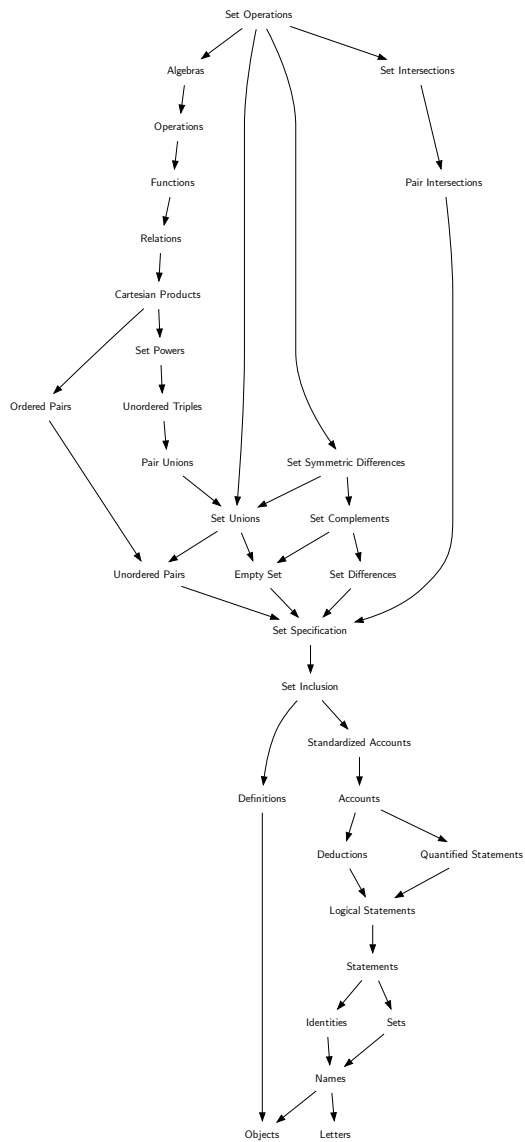 Set Operations
Algebras
Set Intersections
Operations
Functions
Pair Intersections
Relations
Cartesian Products
Set Powers
Ordered Pairs
Unordered Triples
Pair Unions
Set Symmetric Differences
Set Unions
Set Complements
Unordered Pairs
Empty Set
Set Differences
Set Specification
Set Inclusion
Standardized Accounts
Definitions
Accounts
Deductions
Quantified Statements
Logical Statements
Statements
Identities
Sets
Names
Objects
Letters